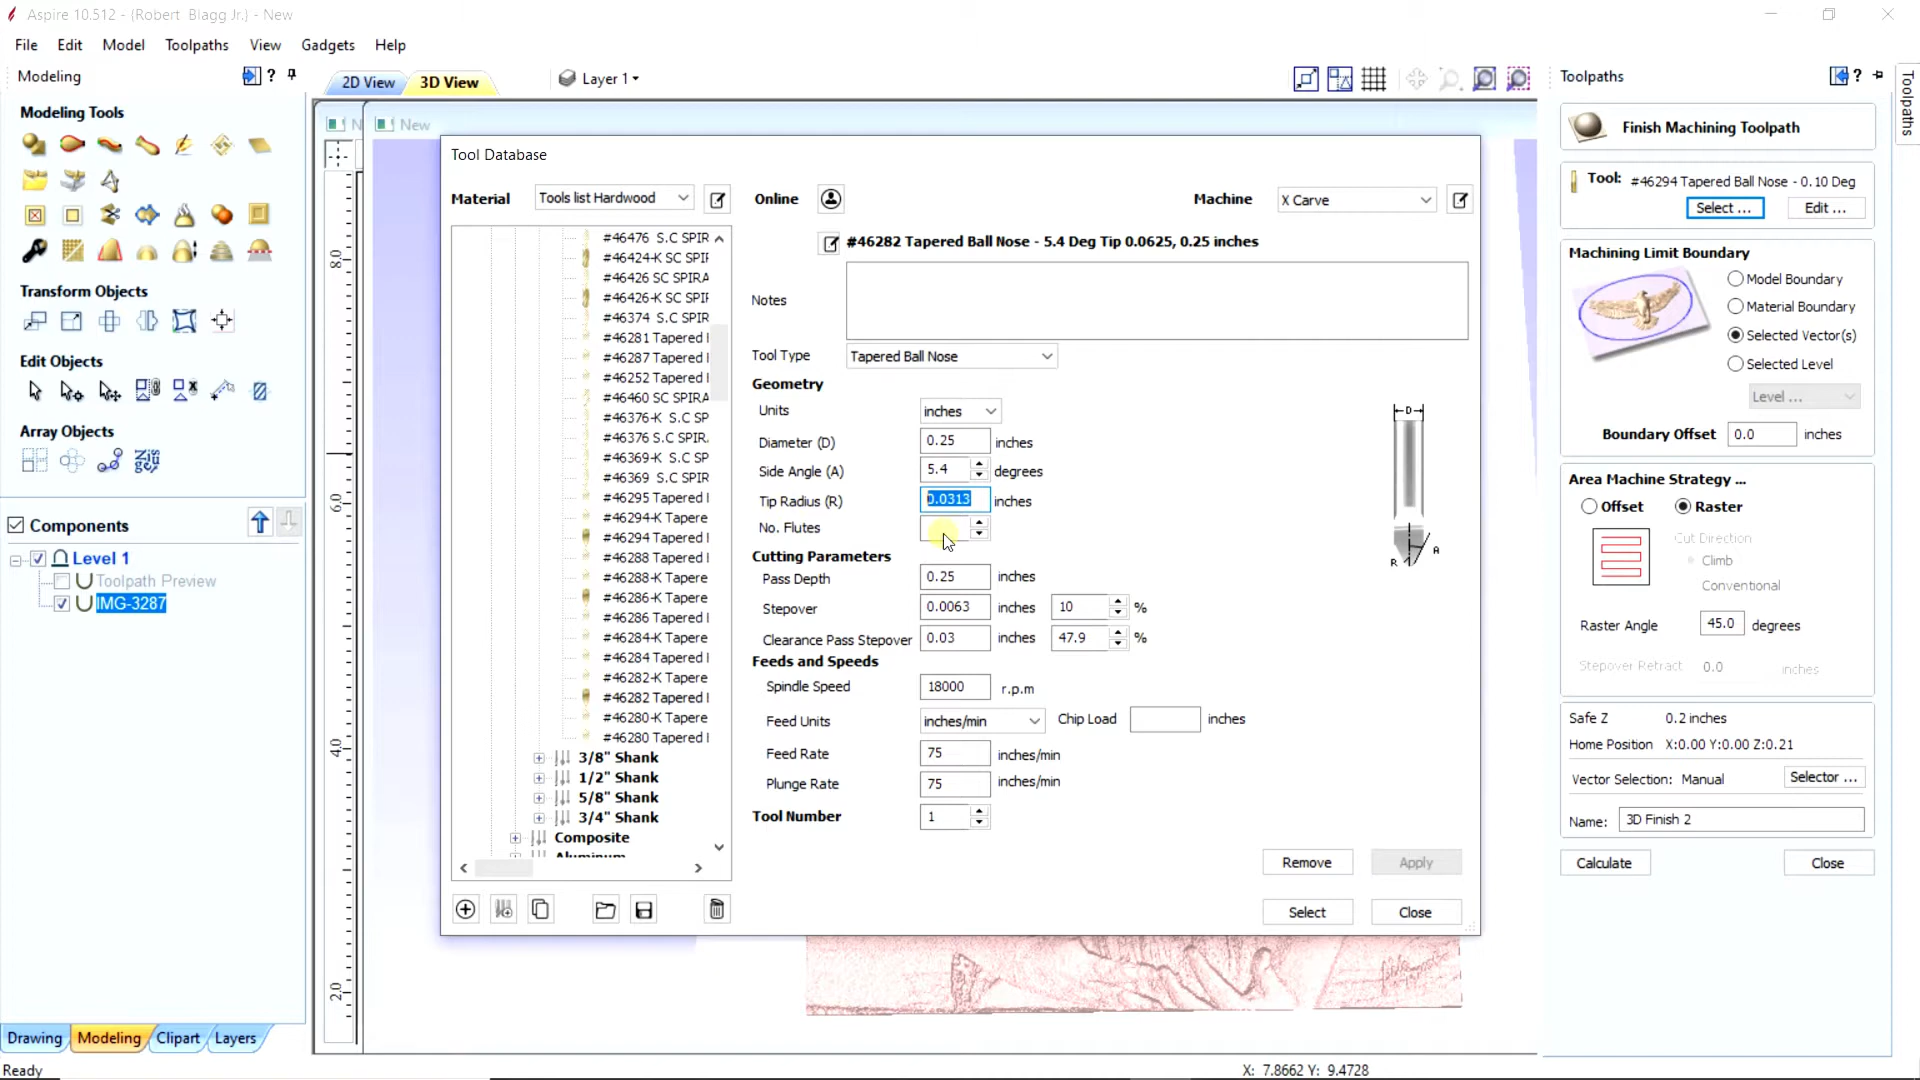 Aspire 10.512 - {Robert Blagg Jr.} - New
File Edit Model Toolpaths View Gadgets Help
Modeling ?
2D View 3D View Layer 1
Toolpaths ?
Toolpaths
Modeling Tools
Transform Objects
Edit Objects
Array Objects
Components
Level 1
Toolpath Preview
IMG-3287
Drawing Modeling Clipart Layers
Ready
N New
8.0
6.0
4.0
2.0
Tool Database
Material Tools list Hardwood Online Machine X Carve
#46476 S.C SPIR
#46424-K SC SPIF
#46426 SC SPIRA
#46426-K SC SPIF
#46374 S.C SPIR
#46281 Tapered
#46287 Tapered
#46252 Tapered
#46460 SC SPIRA
#46376-K S.C SP
#46376 S.C SPIR
#46369-K S.C SP
#46369 S.C SPIR
#46295 Tapered
#46294-K Tapere
#46294 Tapered
#46288 Tapered
#46288-K Tapere
#46286-K Tapere
#46286 Tapered
#46284-K Tapere
#46284 Tapered
#46282-K Tapere
#46282 Tapered
#46280-K Tapere
#46280 Tapered
3/8" Shank
1/2" Shank
5/8" Shank
3/4" Shank
Composite
Aluminum
#46282 Tapered Ball Nose - 5.4 Deg Tip 0.0625, 0.25 inches
Notes
Tool Type Tapered Ball Nose
Geometry
Units inches
Diameter (D) 0.25 inches
Side Angle (A) 5.4 degrees
Tip Radius (R) 0.0313 inches
No. Flutes
D
A
R
Cutting Parameters
Pass Depth 0.25 inches
Stepover 0.0063 inches 10 %
Clearance Pass Stepover 0.03 inches 47.9 %
Feeds and Speeds
Spindle Speed 18000 r.p.m
Feed Units inches/min Chip Load inches
Feed Rate 75 inches/min
Plunge Rate 75 inches/min
Tool Number 1
Remove Apply
Select Close
Finish Machining Toolpath
Tool: #46294 Tapered Ball Nose - 0.10 Deg
Select ... Edit ...
Machining Limit Boundary
Model Boundary
Material Boundary
Selected Vector(s)
Selected Level
Level ...
Boundary Offset 0.0 inches
Area Machine Strategy ...
Offset Raster
Cut Direction
Climb
Conventional
Raster Angle 45.0 degrees
Stepover Retract 0.0 inches
Safe Z 0.2 inches
Home Position X:0.00 Y:0.00 Z:0.21
Vector Selection: Manual Selector ...
Name: 3D Finish 2
Calculate Close
X: 7.8662 Y: 9.4728